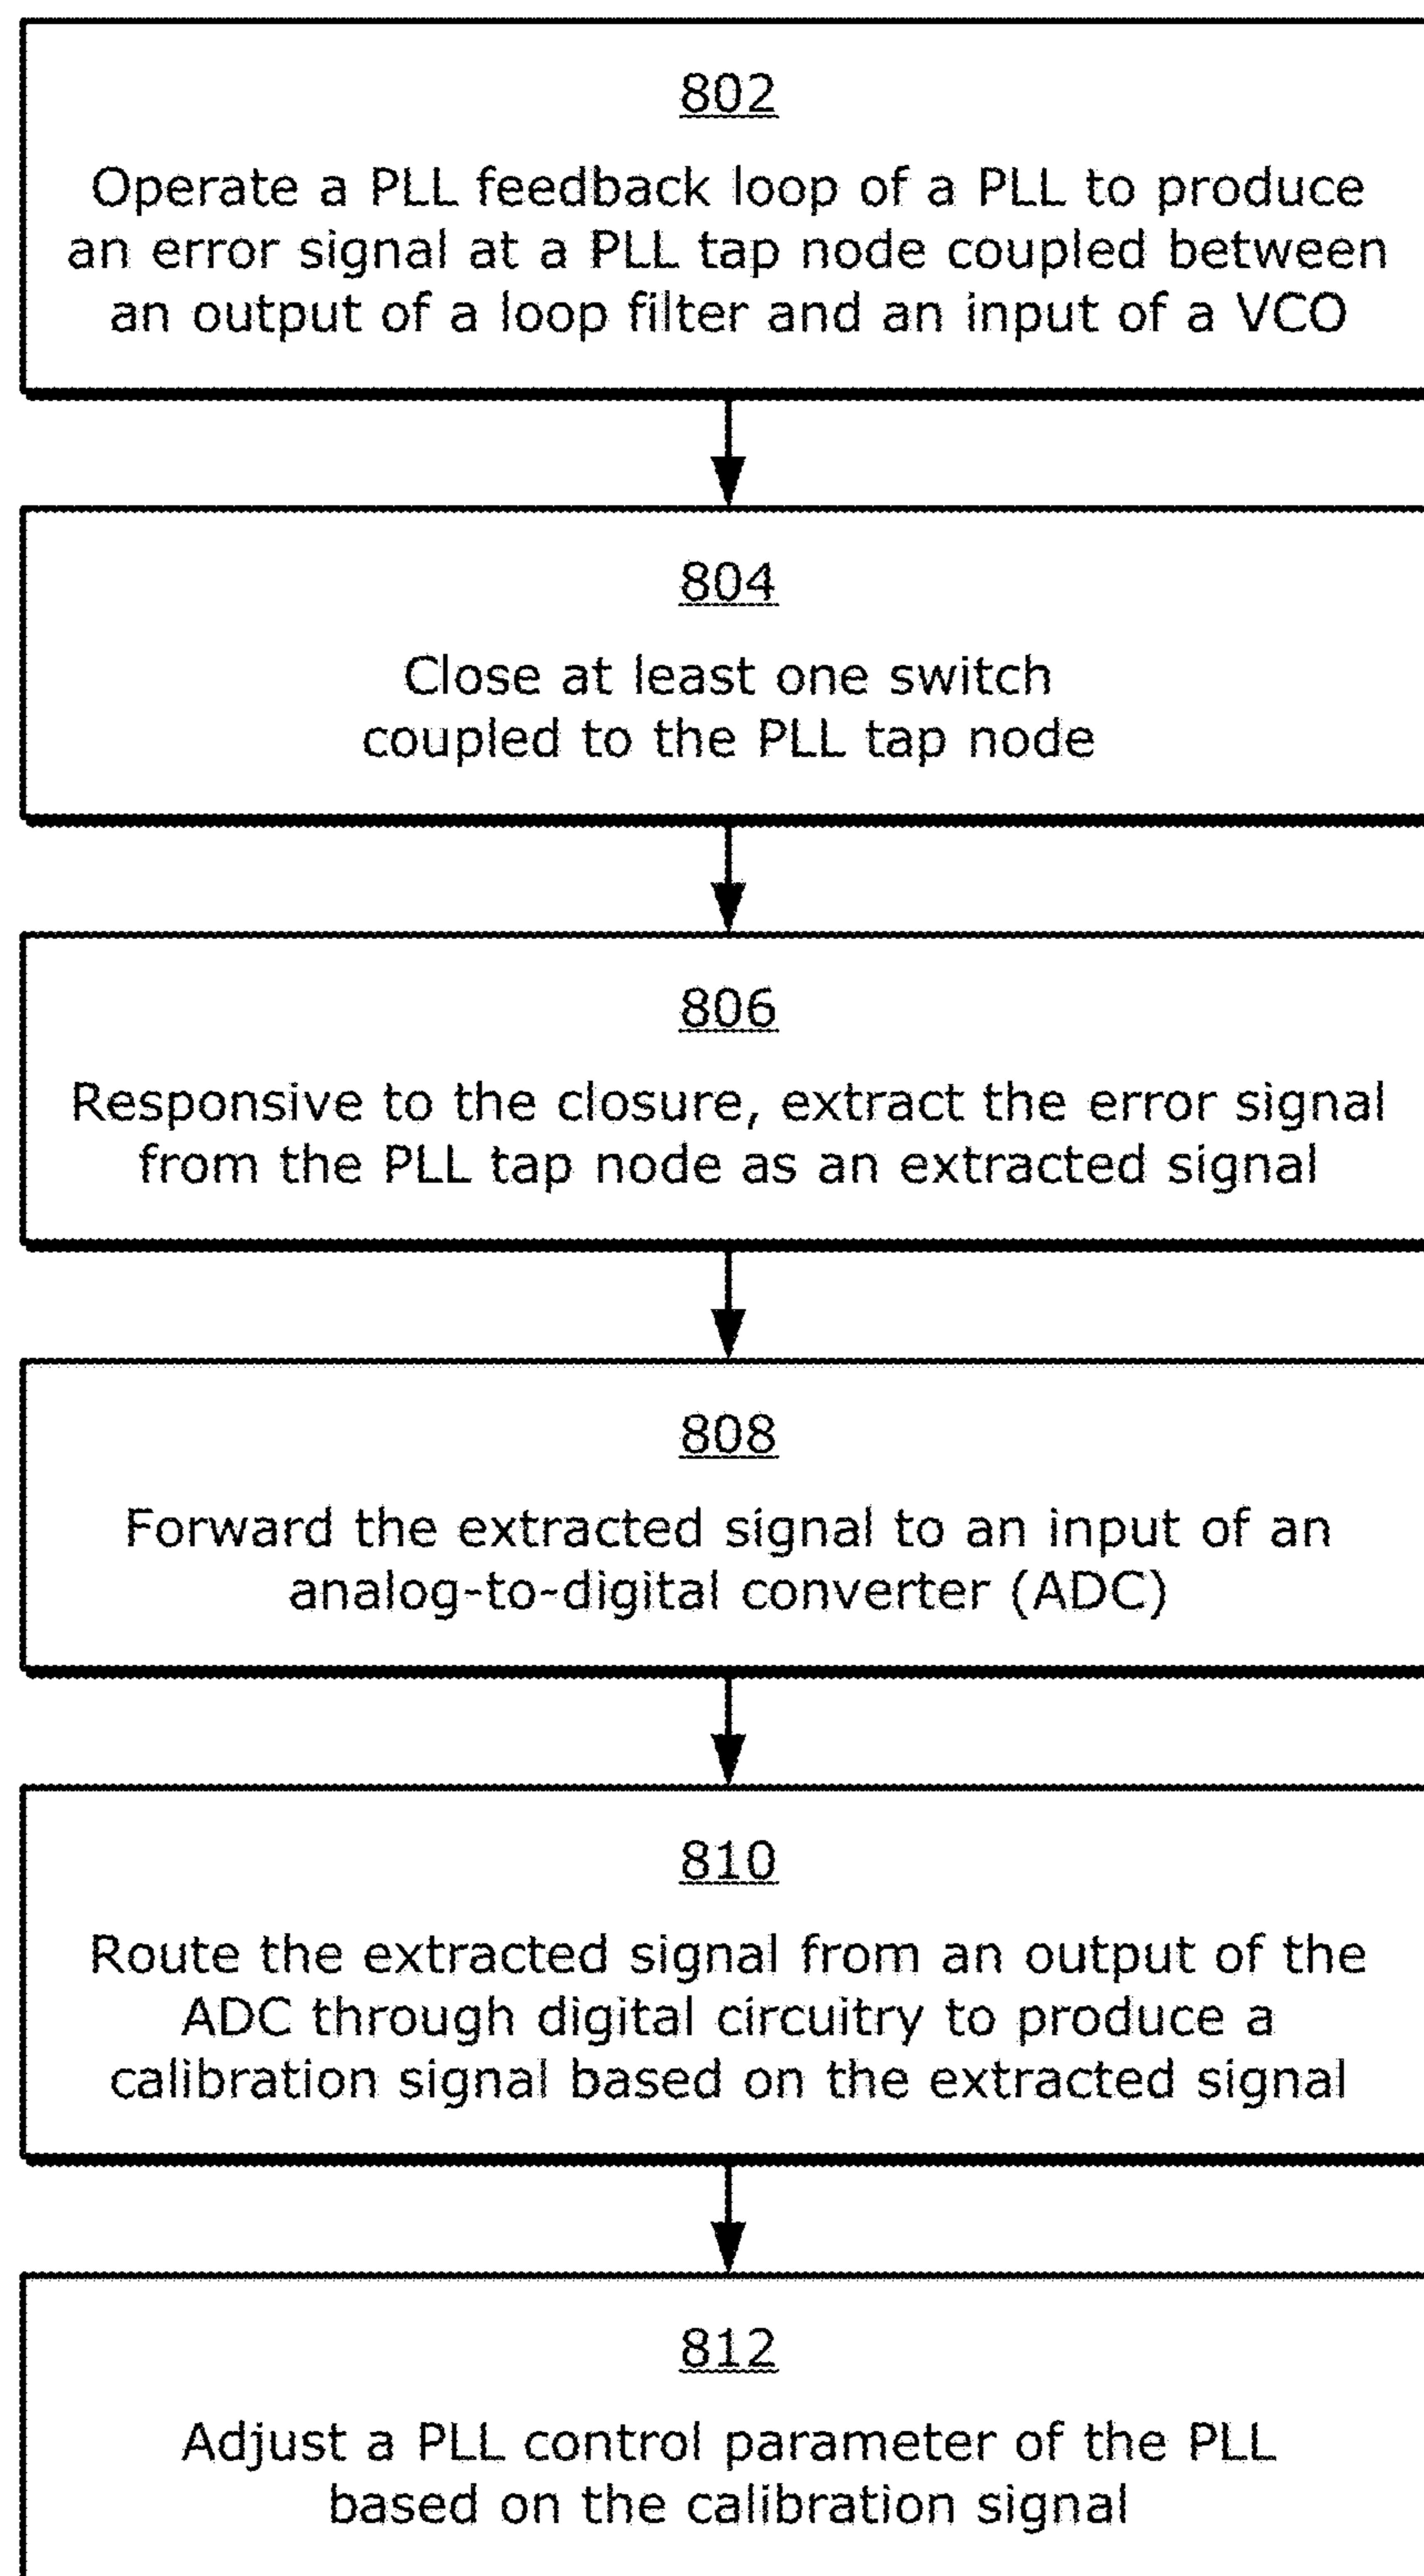 802
Operate a PLL feedback loop of a PLL to produce
an error signal at a PLL tap node coupled between
an output of a loop filter and an input of a VCO
804
Close at least one switch
coupled to the PLL tap node
806
Responsive to the closure, extract the error signal
from the PLL tap node as an extracted signal
808
Forward the extracted signal to an input of an
analog-to-digital converter (ADC)
810
Route the extracted signal from an output of the
ADC through digital circuitry to produce a
calibration signal based on the extracted signal
812
Adjust a PLL control parameter of the PLL
based on the calibration signal